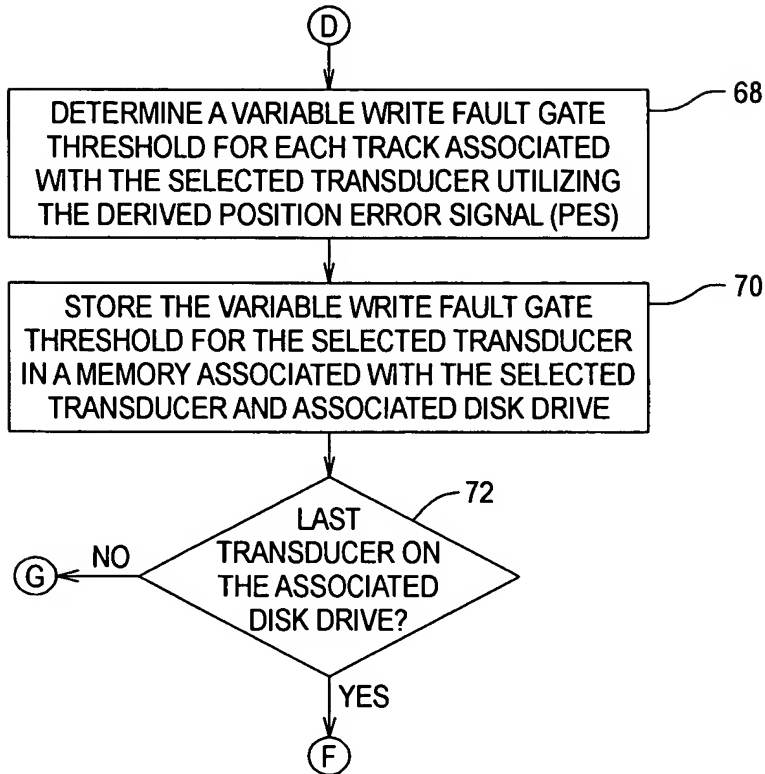 D
68
DETERMINE A VARIABLE WRITE FAULT GATE
THRESHOLD FOR EACH TRACK ASSOCIATED
WITH THE SELECTED TRANSDUCER UTILIZING
THE DERIVED POSITION ERROR SIGNAL (PES)
70
STORE THE VARIABLE WRITE FAULT GATE
THRESHOLD FOR THE SELECTED TRANSDUCER
IN A MEMORY ASSOCIATED WITH THE SELECTED
TRANSDUCER AND ASSOCIATED DISK DRIVE
72
LAST
TRANSDUCER ON
THE ASSOCIATED
DISK DRIVE?
NO
G
YES
F